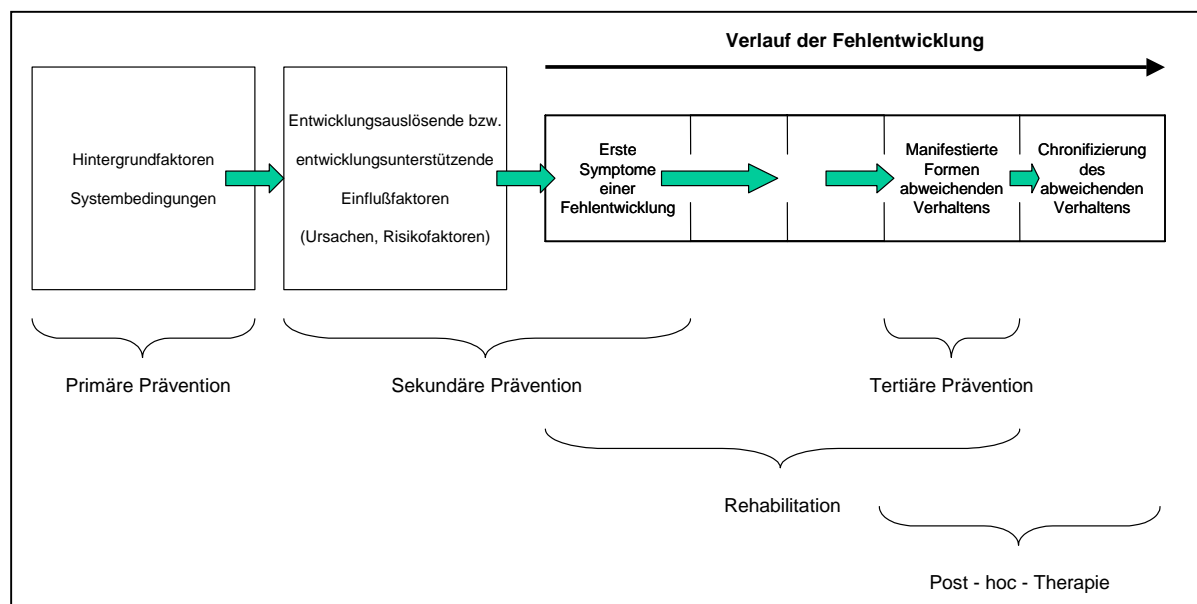 Verlauf der Fehlentwicklung
Hintergrundfaktoren
Systembedingungen
Entwicklungsauslösende bzw.
entwicklungsunterstützende
Einflußfaktoren
(Ursachen, Risikofaktoren)
Erste
Symptome
einer
Fehlentwicklung
Manifestierte
Formen
abweichenden
Verhaltens
Chronifizierung
des
abweichenden
Verhaltens
Primäre Prävention
Sekundäre Prävention
Tertiäre Prävention
Rehabilitation
Post - hoc - Therapie